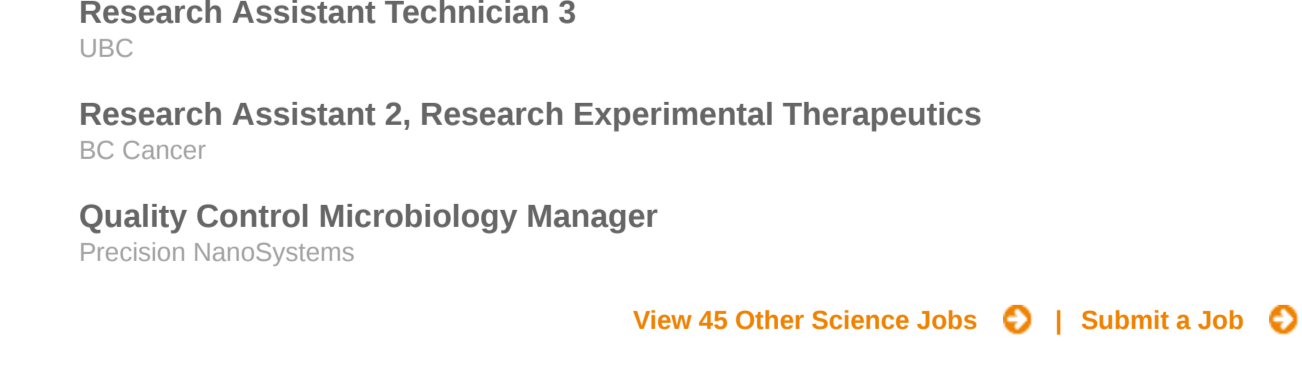 Research Assistant Technician 3
UBC
Research Assistant 2, Research Experimental Therapeutics
BC Cancer
Quality Control Microbiology Manager
Precision NanoSystems
View 45 Other Science Jobs | Submit a Job